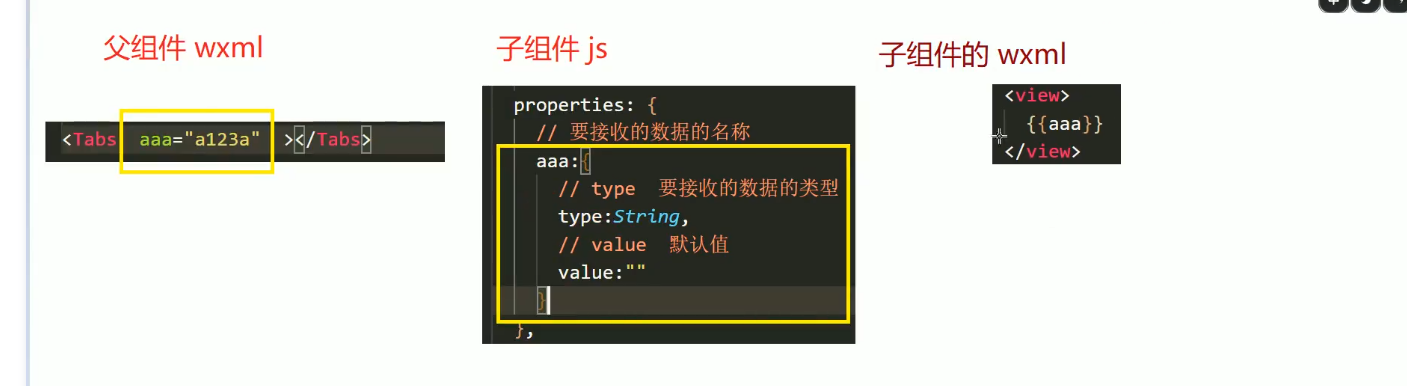 父组件 wxml
<Tabs aaa="a123a" ></Tabs>
子组件 js
properties: {
// 要接收的数据的名称
aaa:{
// type 要接收的数据的类型
type:String,
// value 默认值
value:""
}
},
子组件的 wxml
<view>
{{aaa}}
</view>